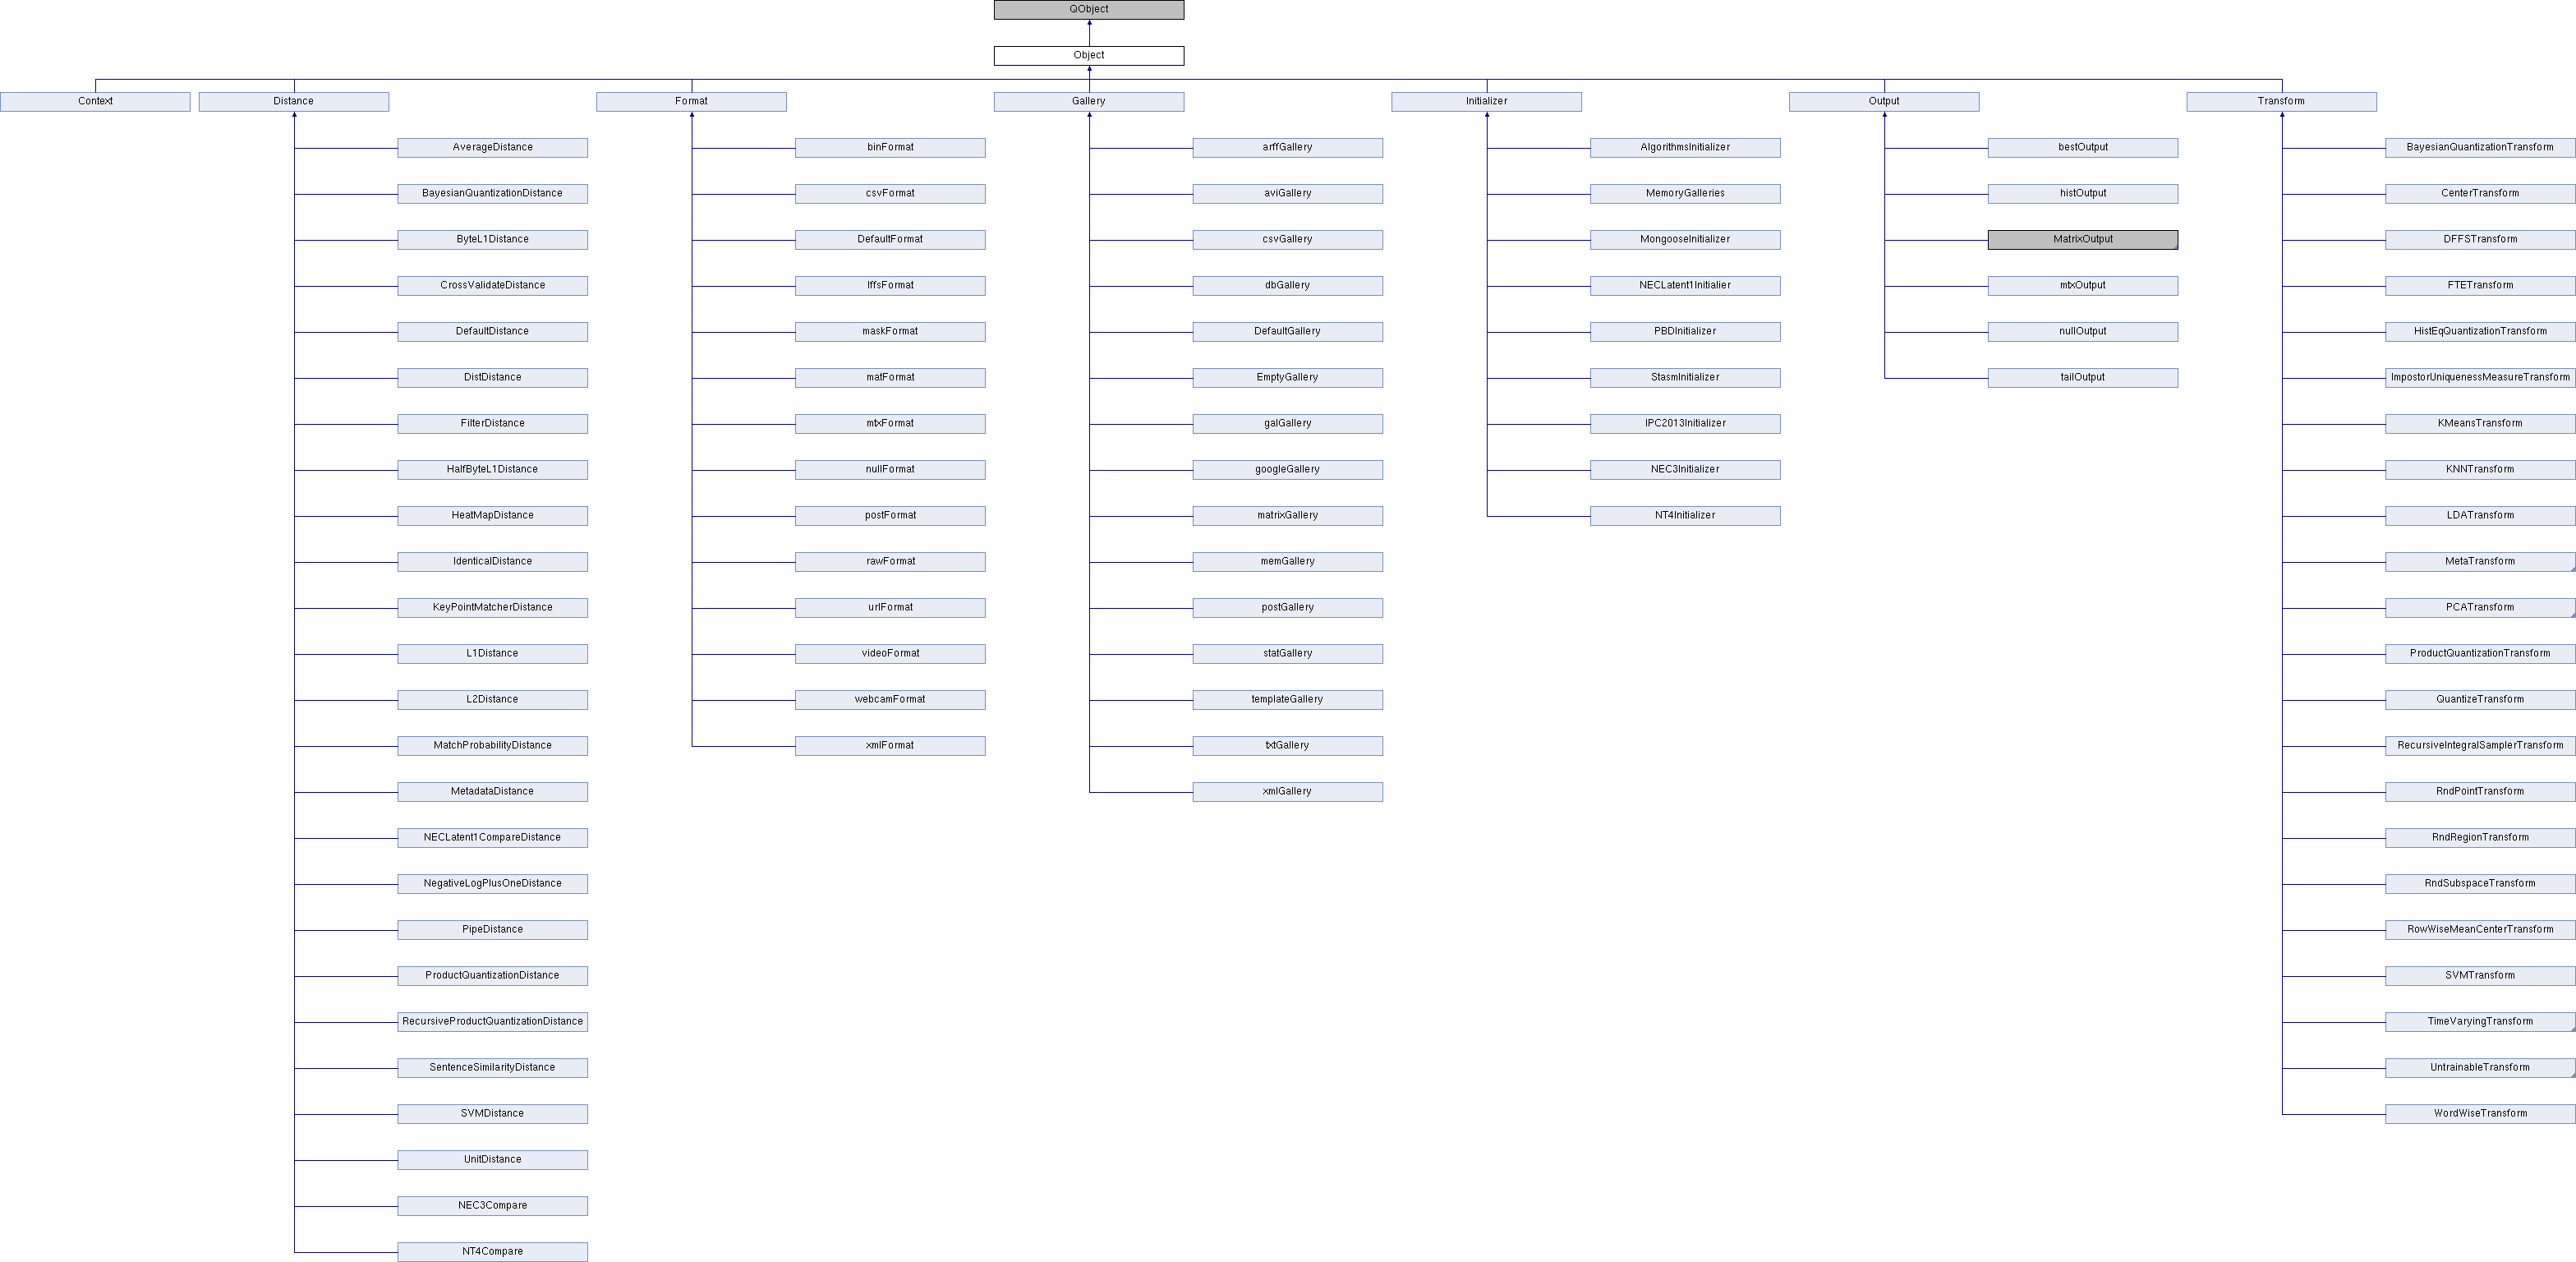 QObject
Object
Context
Distance
Format
Gallery
Initializer
Output
Transform
AverageDistance
BayesianQuantizationDistance
ByteL1Distance
CrossValidateDistance
DefaultDistance
DistDistance
FilterDistance
HalfByteL1Distance
HeatMapDistance
IdenticalDistance
KeyPointMatcherDistance
L1Distance
L2Distance
MatchProbabilityDistance
MetadataDistance
NECLatent1CompareDistance
NegativeLogPlusOneDistance
PipeDistance
ProductQuantizationDistance
RecursiveProductQuantizationDistance
SentenceSimilarityDistance
SVMDistance
UnitDistance
NEC3Compare
NT4Compare
binFormat
csvFormat
DefaultFormat
lffsFormat
maskFormat
matFormat
mtxFormat
nullFormat
postFormat
rawFormat
urlFormat
videoFormat
webcamFormat
xmlFormat
arffGallery
aviGallery
csvGallery
dbGallery
DefaultGallery
EmptyGallery
galGallery
googleGallery
matrixGallery
memGallery
postGallery
statGallery
templateGallery
txtGallery
xmlGallery
AlgorithmsInitializer
MemoryGalleries
MongooseInitializer
NECLatent1Initialier
PBDInitializer
StasmInitializer
IPC2013Initializer
NEC3Initializer
NT4Initializer
bestOutput
histOutput
MatrixOutput
mtxOutput
nullOutput
tailOutput
BayesianQuantizationTransform
CenterTransform
DFFSTransform
FTETransform
HistEqQuantizationTransform
ImpostorUniquenessMeasureTransform
KMeansTransform
KNNTransform
LDATransform
MetaTransform
PCATransform
ProductQuantizationTransform
QuantizeTransform
RecursiveIntegralSamplerTransform
RndPointTransform
RndRegionTransform
RndSubspaceTransform
RowWiseMeanCenterTransform
SVMTransform
TimeVaryingTransform
UntrainableTransform
WordWiseTransform